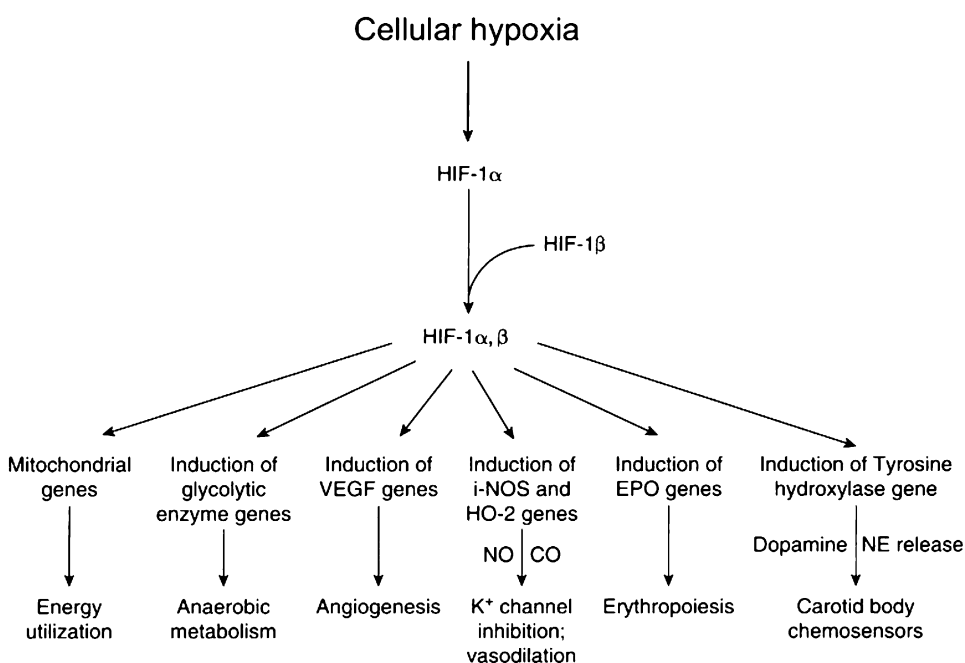 Cellular hypoxia
HIF-1α
HIF-1β
HIF-1α, β
Mitochondrial
genes
Induction of
glycolytic
enzyme genes
Induction of
VEGF genes
Induction of
i-NOS and
HO-2 genes
Induction of
EPO genes
Induction of Tyrosine
hydroxylase gene
NO
CO
Dopamine
NE release
Energy
utilization
Anaerobic
metabolism
Angiogenesis
K⁺ channel
inhibition;
vasodilation
Erythropoiesis
Carotid body
chemosensors